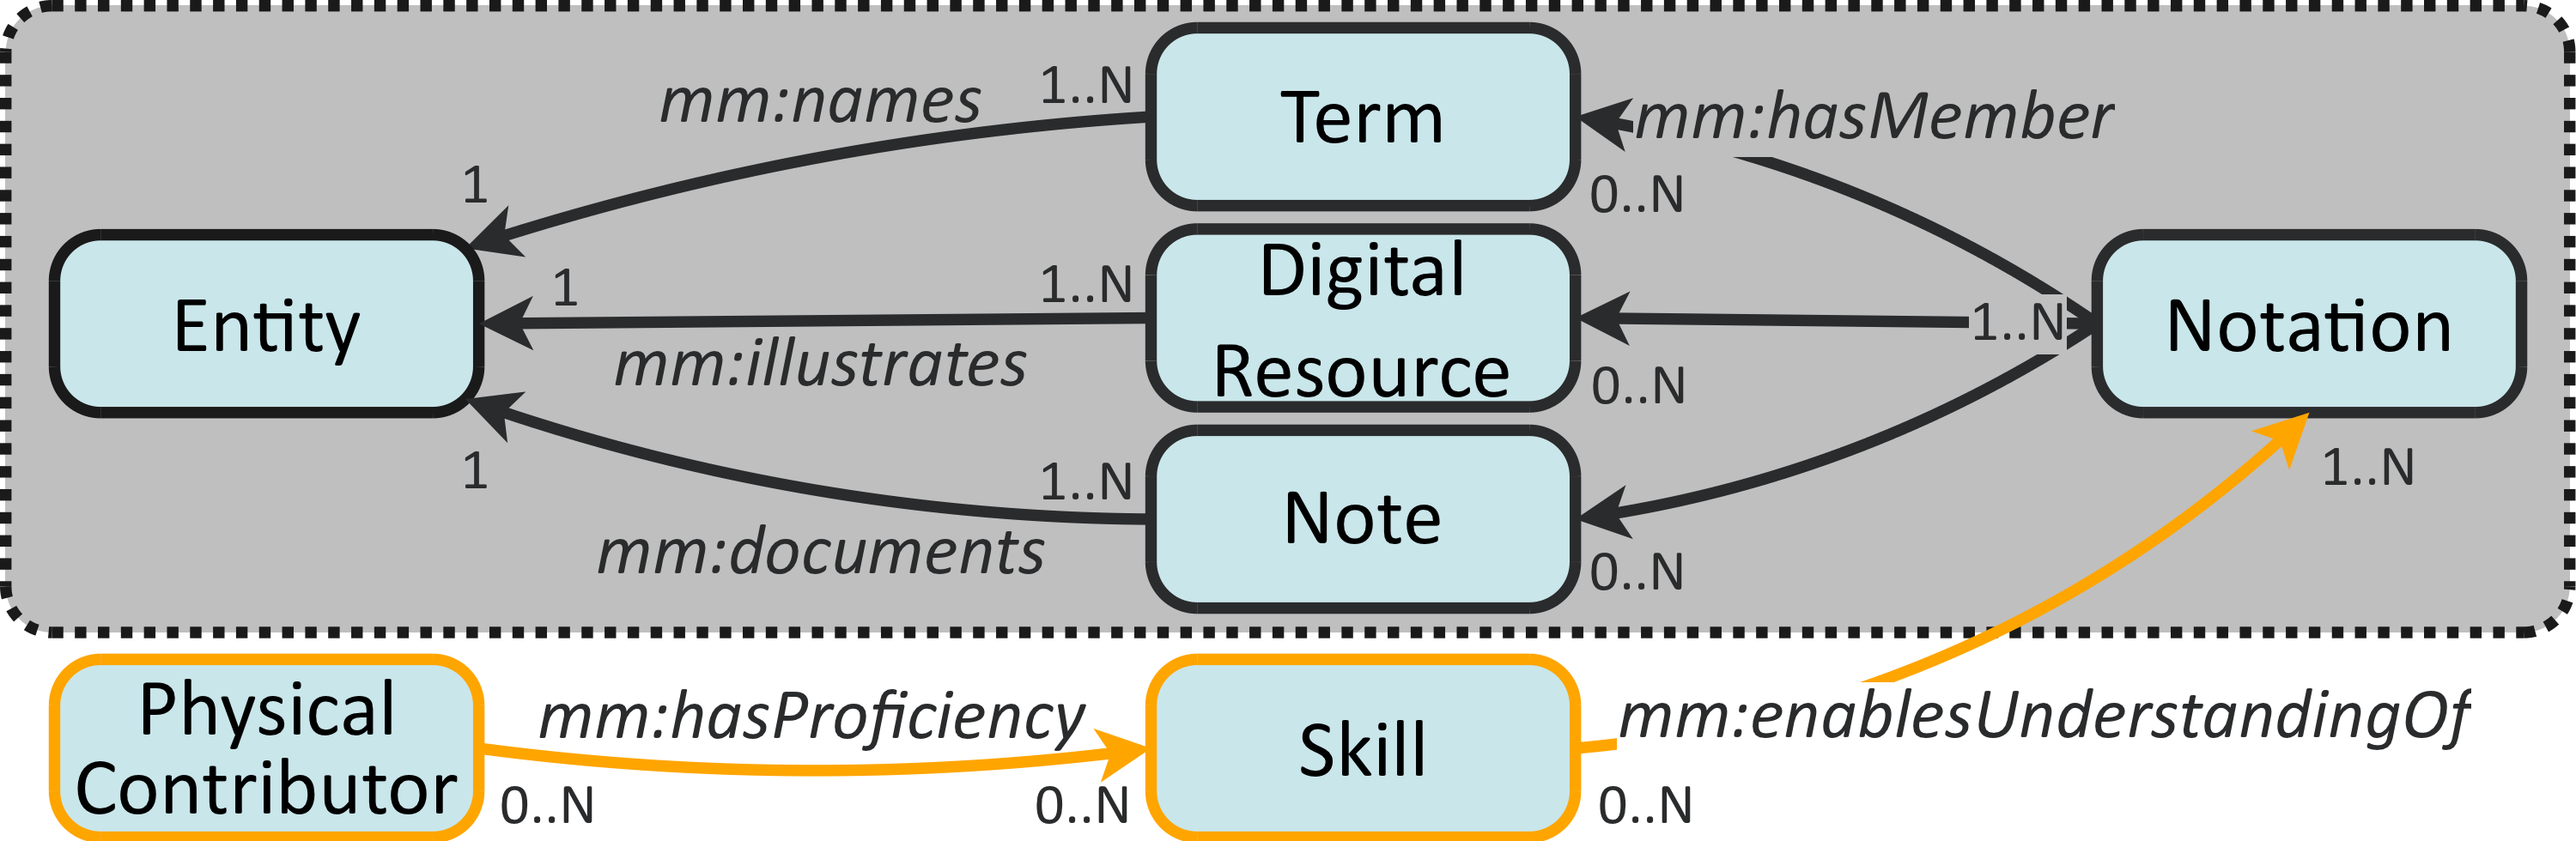 mm:names
1..N
Term
mm:hasMember
1
0..N
Entity
1
1..N
Digital
Resource
1..N
Notation
mm:illustrates
0..N
1
1..N
Note
1..N
mm:documents
0..N
Physical
Contributor
mm:hasProficiency
Skill
mm:enablesUnderstandingOf
0..N
0..N
0..N